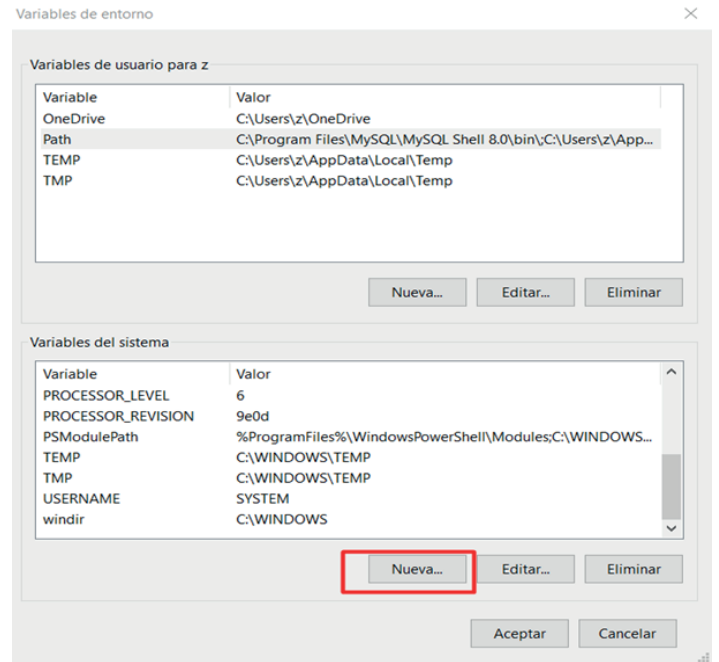 Variables de entorno
Variables de usuario para z
Variable Valor
OneDrive C:\Users\z\OneDrive
Path C:\Program Files\MySQL\MySQL Shell 8.0\bin\;C:\Users\z\App...
TEMP C:\Users\z\AppData\Local\Temp
TMP C:\Users\z\AppData\Local\Temp
Nueva... Editar... Eliminar
Variables del sistema
Variable Valor
PROCESSOR_LEVEL 6
PROCESSOR_REVISION 9e0d
PSModulePath %ProgramFiles%\WindowsPowerShell\Modules;C:\WINDOWS...
TEMP C:\WINDOWS\TEMP
TMP C:\WINDOWS\TEMP
USERNAME SYSTEM
windir C:\WINDOWS
Nueva... Editar... Eliminar
Aceptar Cancelar